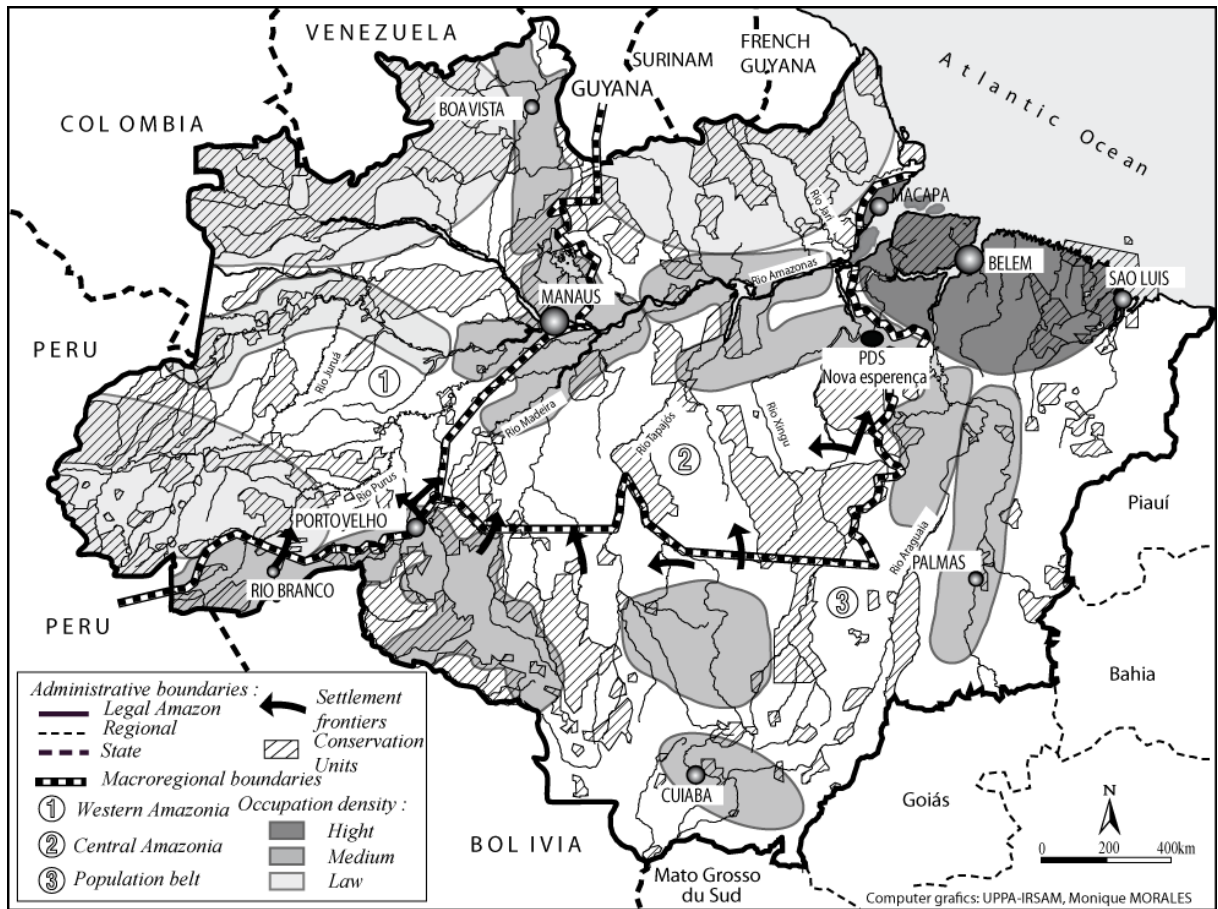 VENEZUELA
SURINAM
FRENCH
GUYANA
GUYANA
COLOMBIA
Atlantic Ocean
BOA VISTA
MACAPA
Rio Jari
BELEM
SAO LUIS
Rio Amazonas
MANAUS
PERU
PDS
Nova esperença
Rio Juruá
1
Rio Madeira
Rio Tapajós
2
Rio Xingu
Rio Purus
PORTO VELHO
RIO BRANCO
Rio Araguaia
PALMAS
3
Piauí
PERU
Bahia
CUIABA
Goiás
BOLIVIA
Mato Grosso
du Sud
Administrative boundaries :
Legal Amazon
Regional
State
Macroregional boundaries
1 Western Amazonia
2 Central Amazonia
3 Population belt
Settlement
frontiers
Conservation
Units
Occupation density :
Hight
Medium
Law
N
0 200 400km
Computer grafics: UPPA-IRSAM, Monique MORALES